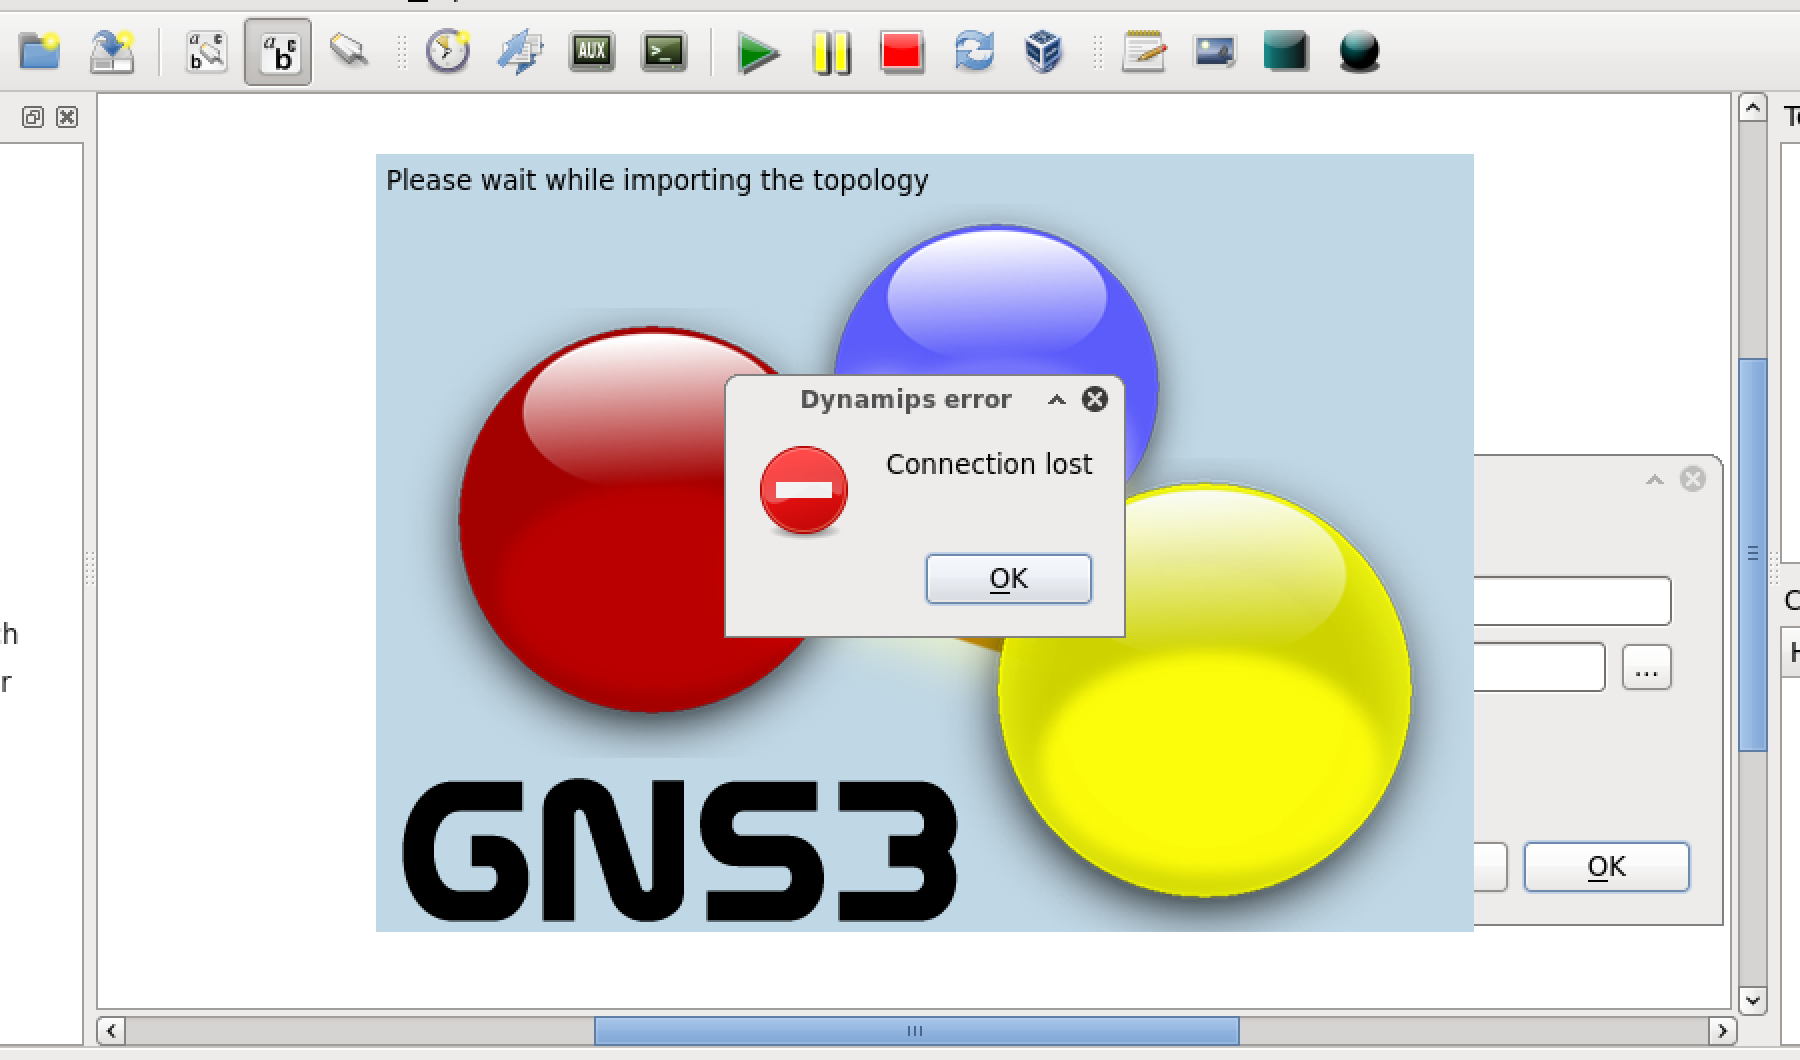 a c b
a b c
AUX
>_
Please wait while importing the topology
Dynamips error
Connection lost
OK
...
OK
GNS3
h
r